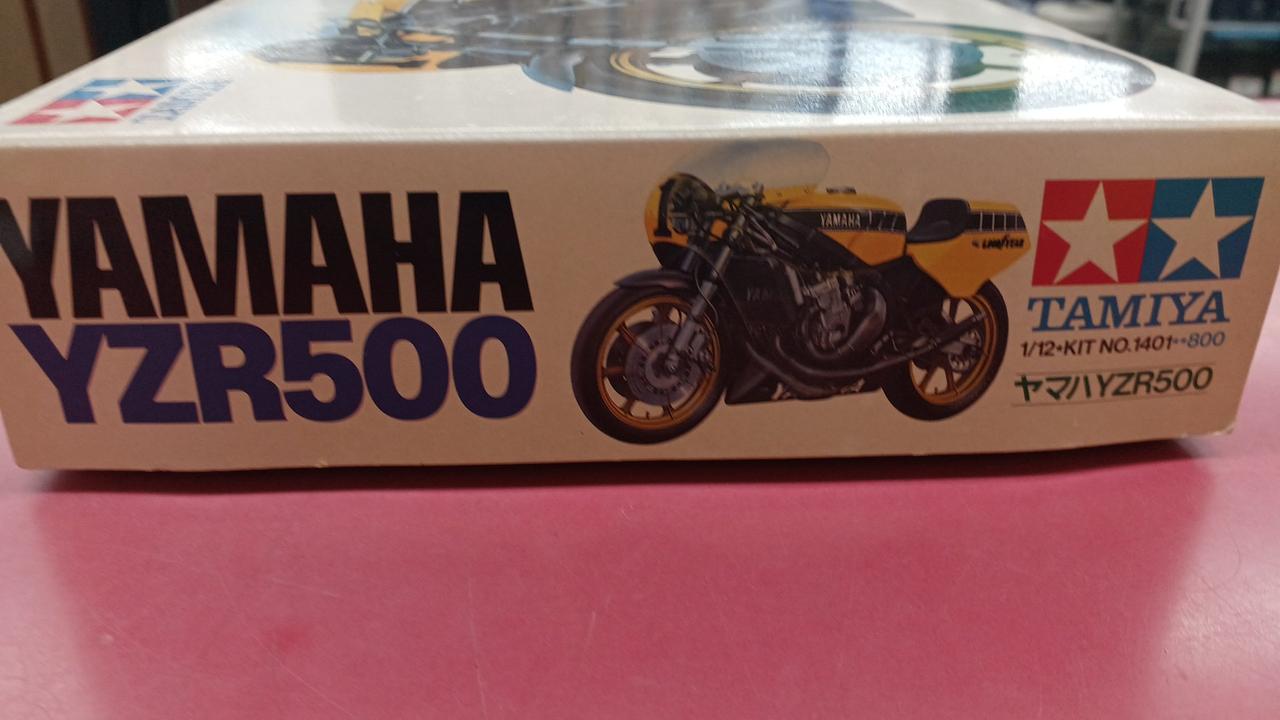 YAMAHA
YZR500
1
YAMAHA
GOODYEAR
TAMIYA
1/12★KIT NO.1401★★800
ヤマハYZR500